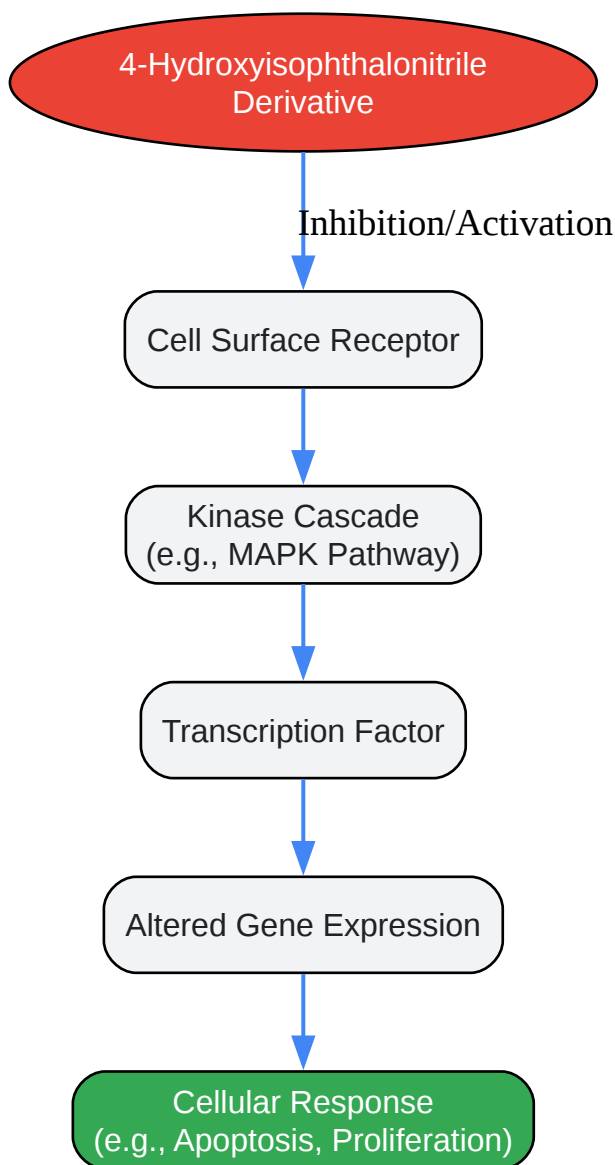 4-Hydroxyisophthalonitrile
Derivative
Inhibition/Activation
Cell Surface Receptor
Kinase Cascade
(e.g., MAPK Pathway)
Transcription Factor
Altered Gene Expression
Cellular Response
(e.g., Apoptosis, Proliferation)